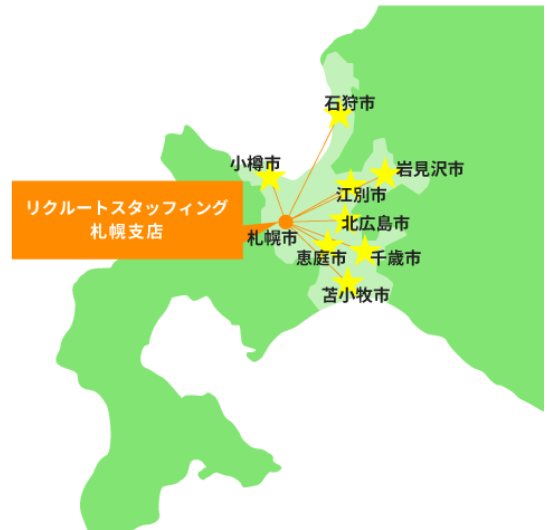 石狩市
小樽市
岩見沢市
江別市
リクルートスタッフィング
札幌支店
北広島市
札幌市
恵庭市
千歳市
苫小牧市